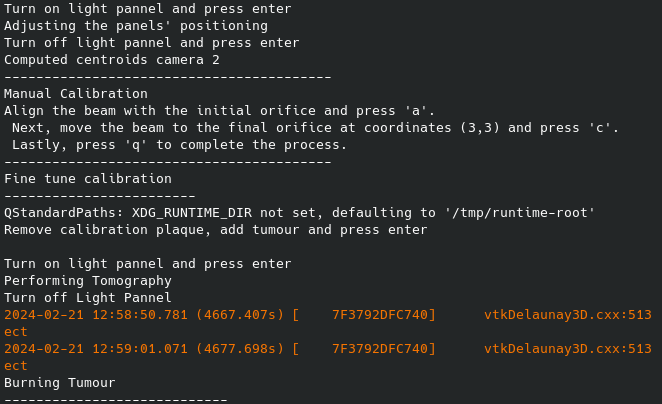 Turn on light pannel and press enter
Adjusting the panels' positioning
Turn off light pannel and press enter
Computed centroids camera 2
-----------------------------------------
Manual Calibration
Align the beam with the initial orifice and press 'a'.
 Next, move the beam to the final orifice at coordinates (3,3) and press 'c'.
 Lastly, press 'q' to complete the process.
-----------------------------------------
Fine tune calibration
------------------------
QStandardPaths: XDG_RUNTIME_DIR not set, defaulting to '/tmp/runtime-root'
Remove calibration plaque, add tumour and press enter

Turn on light pannel and press enter
Performing Tomography
Turn off Light Pannel
2024-02-21 12:58:50.781 (4667.407s) [    7F3792DFC740]      vtkDelaunay3D.cxx:513
ect
2024-02-21 12:59:01.071 (4677.698s) [    7F3792DFC740]      vtkDelaunay3D.cxx:513
ect
Burning Tumour
----------------------------